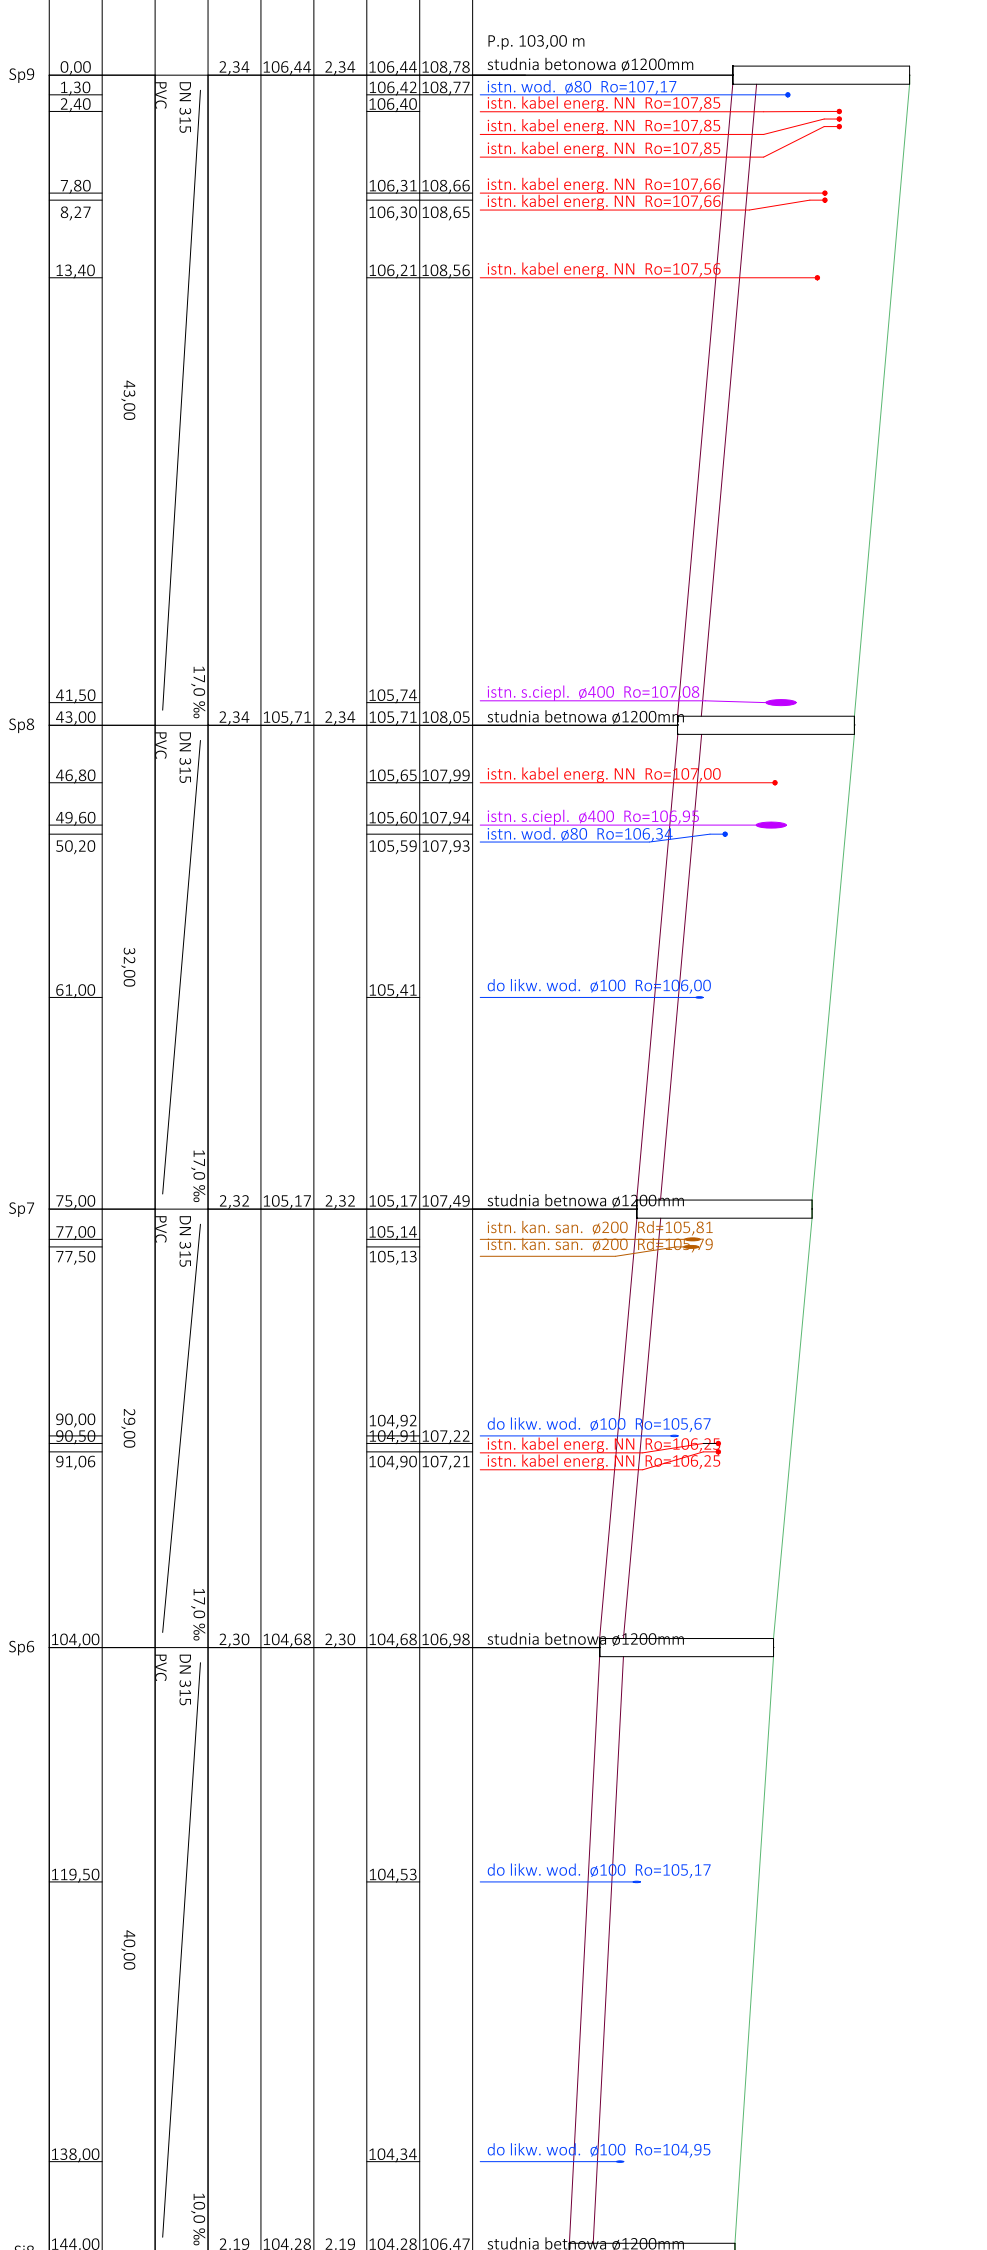 P.p. 103,00 m
Sp9 0,00 2,34 106,44 2,34 106,44 108,78 studnia betonowa ø1200mm
1,30 106,42 108,77 istn. wod. ø80 Ro=107,17
2,40 106,40 istn. kabel energ. NN Ro=107,85
PVC
DN 315
istn. kabel energ. NN Ro=107,85
istn. kabel energ. NN Ro=107,85
7,80 106,31 108,66 istn. kabel energ. NN Ro=107,66
8,27 106,30 108,65 istn. kabel energ. NN Ro=107,66
13,40 106,21 108,56 istn. kabel energ. NN Ro=107,56
43,00
17,0 ‰
41,50 105,74 istn. s.ciepl. ø400 Ro=107,08
Sp8 43,00 2,34 105,71 2,34 105,71 108,05 studnia betnowa ø1200mm
PVC
DN 315
46,80 105,65 107,99 istn. kabel energ. NN Ro=107,00
49,60 105,60 107,94 istn. s.ciepl. ø400 Ro=106,95
50,20 105,59 107,93 istn. wod. ø80 Ro=106,34
32,00
61,00 105,41 do likw. wod. ø100 Ro=106,00
17,0 ‰
Sp7 75,00 2,32 105,17 2,32 105,17 107,49 studnia betnowa ø1200mm
PVC
DN 315
77,00 105,14 istn. kan. san. ø200 Rd=105,81
77,50 105,13 istn. kan. san. ø200 Rd=105,79
29,00
90,00 104,92 do likw. wod. ø100 Ro=105,67
90,50 104,91 107,22 istn. kabel energ. NN Ro=106,25
91,06 104,90 107,21 istn. kabel energ. NN Ro=106,25
17,0 ‰
Sp6 104,00 2,30 104,68 2,30 104,68 106,98 studnia betnowa ø1200mm
PVC
DN 315
119,50 104,53 do likw. wod. ø100 Ro=105,17
40,00
138,00 104,34 do likw. wod. ø100 Ro=104,95
10,0 ‰
144,00 2,19 104,28 2,19 104,28 106,47 studnia betnowa ø1200mm